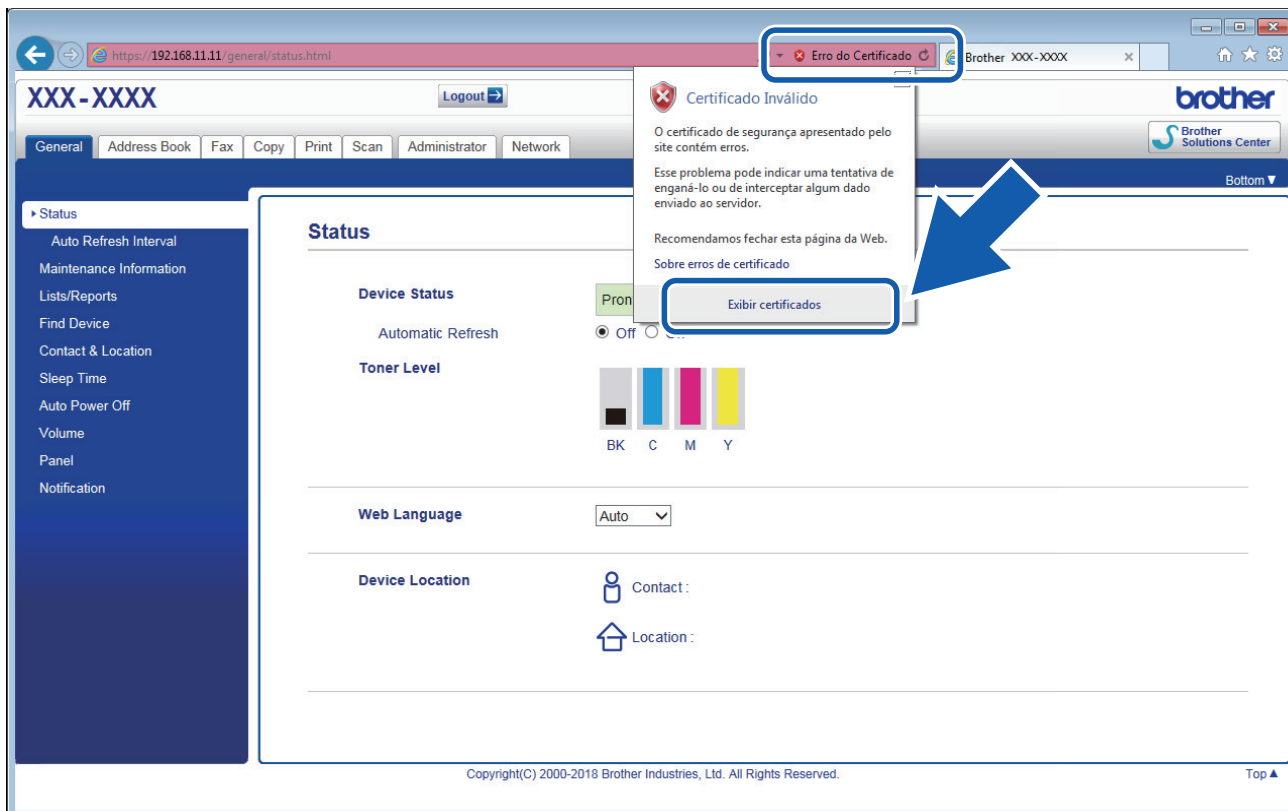 https://192.168.11.11/general/status.html
Erro do Certificado
Brother XXX-XXXX
XXX-XXXX
Logout
brother
General
Address Book
Fax
Copy
Print
Scan
Administrator
Network
Brother
Solutions Center
Bottom▼
Certificado Inválido
O certificado de segurança apresentado pelo
site contém erros.
Esse problema pode indicar uma tentativa de
enganá-lo ou de interceptar algum dado
enviado ao servidor.
Recomendamos fechar esta página da Web.
Sobre erros de certificado
Exibir certificados
Status
Auto Refresh Interval
Maintenance Information
Lists/Reports
Find Device
Contact & Location
Sleep Time
Auto Power Off
Volume
Panel
Notification
Status
Device Status
Automatic Refresh
Off
Toner Level
BK C M Y
Web Language
Auto
Device Location
Contact :
Location :
Copyright(C) 2000-2018 Brother Industries, Ltd. All Rights Reserved.
Top▲